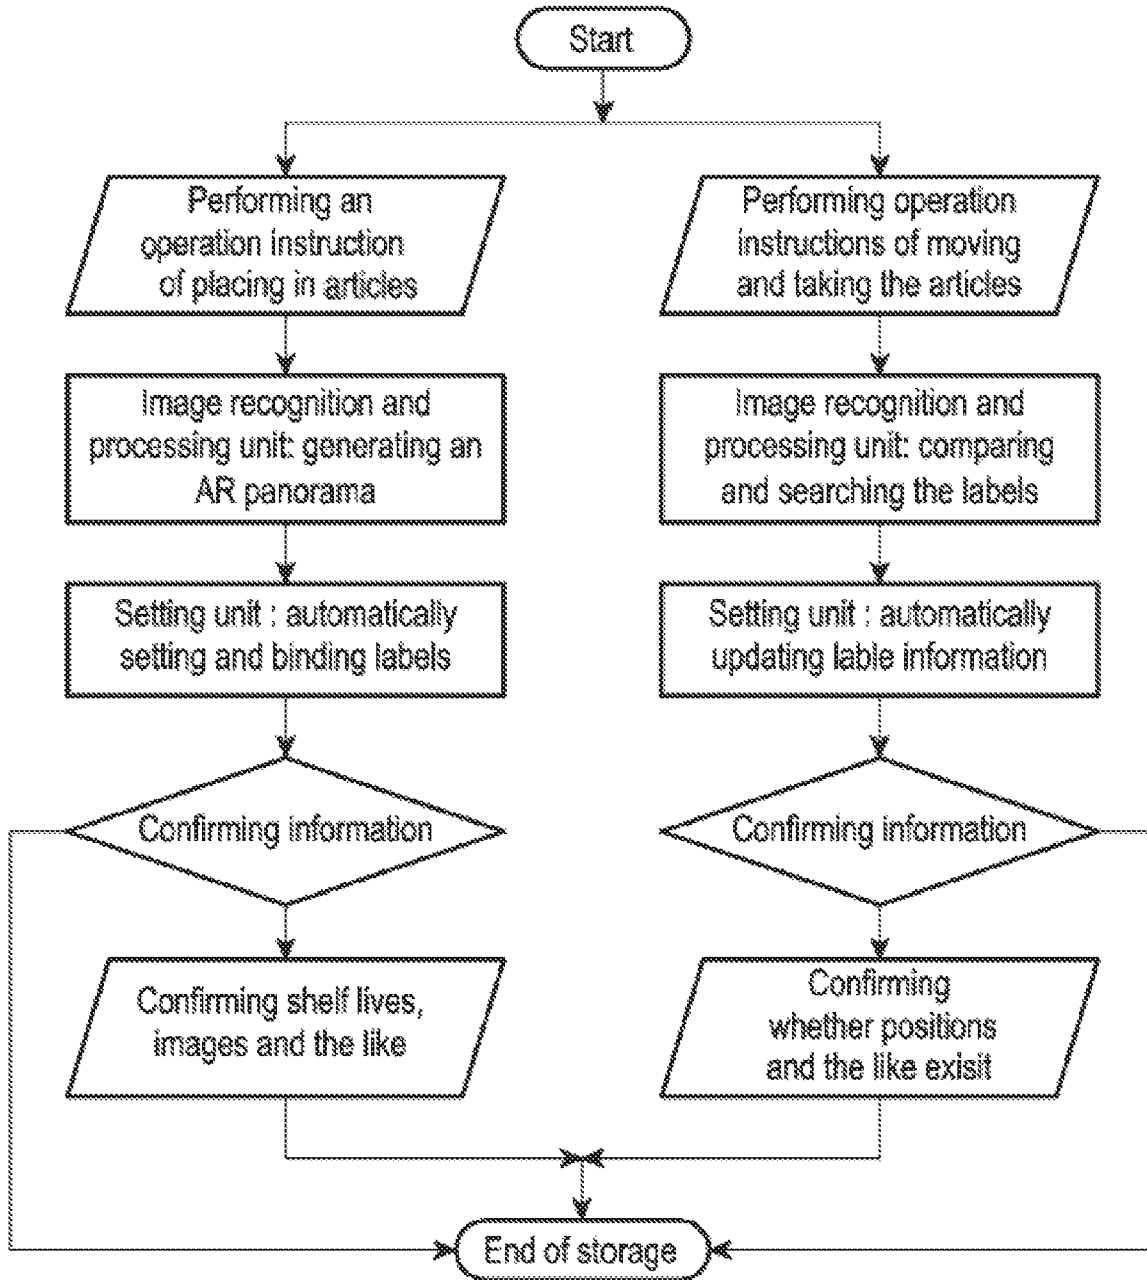 Start
Performing an
operation instruction
of placing in articles
Image recognition and
processing unit: generating an
AR panorama
Setting unit : automatically
setting and binding labels
Confirming information
Confirming shelf lives,
images and the like
Performing operation
instructions of moving
and taking the articles
Image recognition and
processing unit: comparing
and searching the labels
Setting unit : automatically
updating lable information
Confirming information
Confirming
whether positions
and the like exisit
End of storage